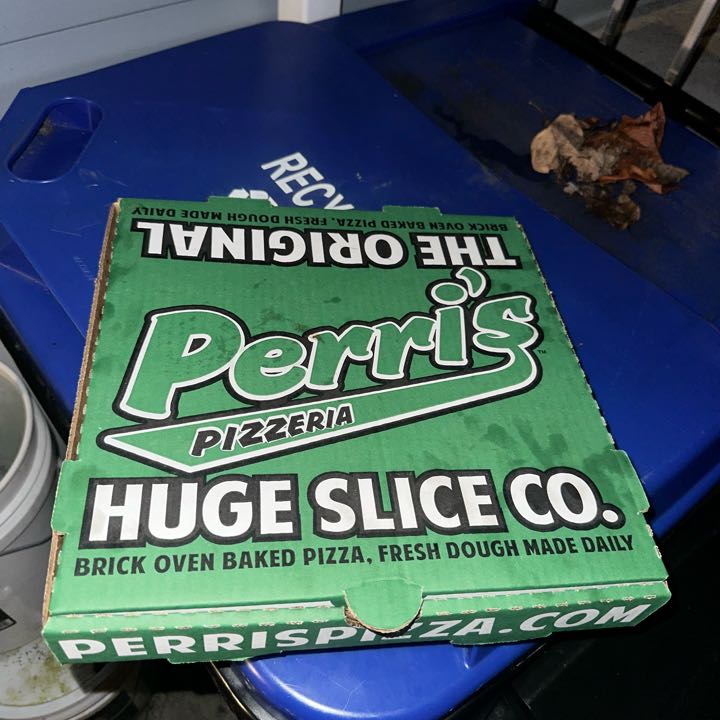 RECY
BRICK OVEN BAKED PIZZA, FRESH DOUGH MADE DAILY
THE ORIGINAL
Perri's
™
PIZZERIA
HUGE SLICE CO.
BRICK OVEN BAKED PIZZA, FRESH DOUGH MADE DAILY
PERRISPIZZA.COM